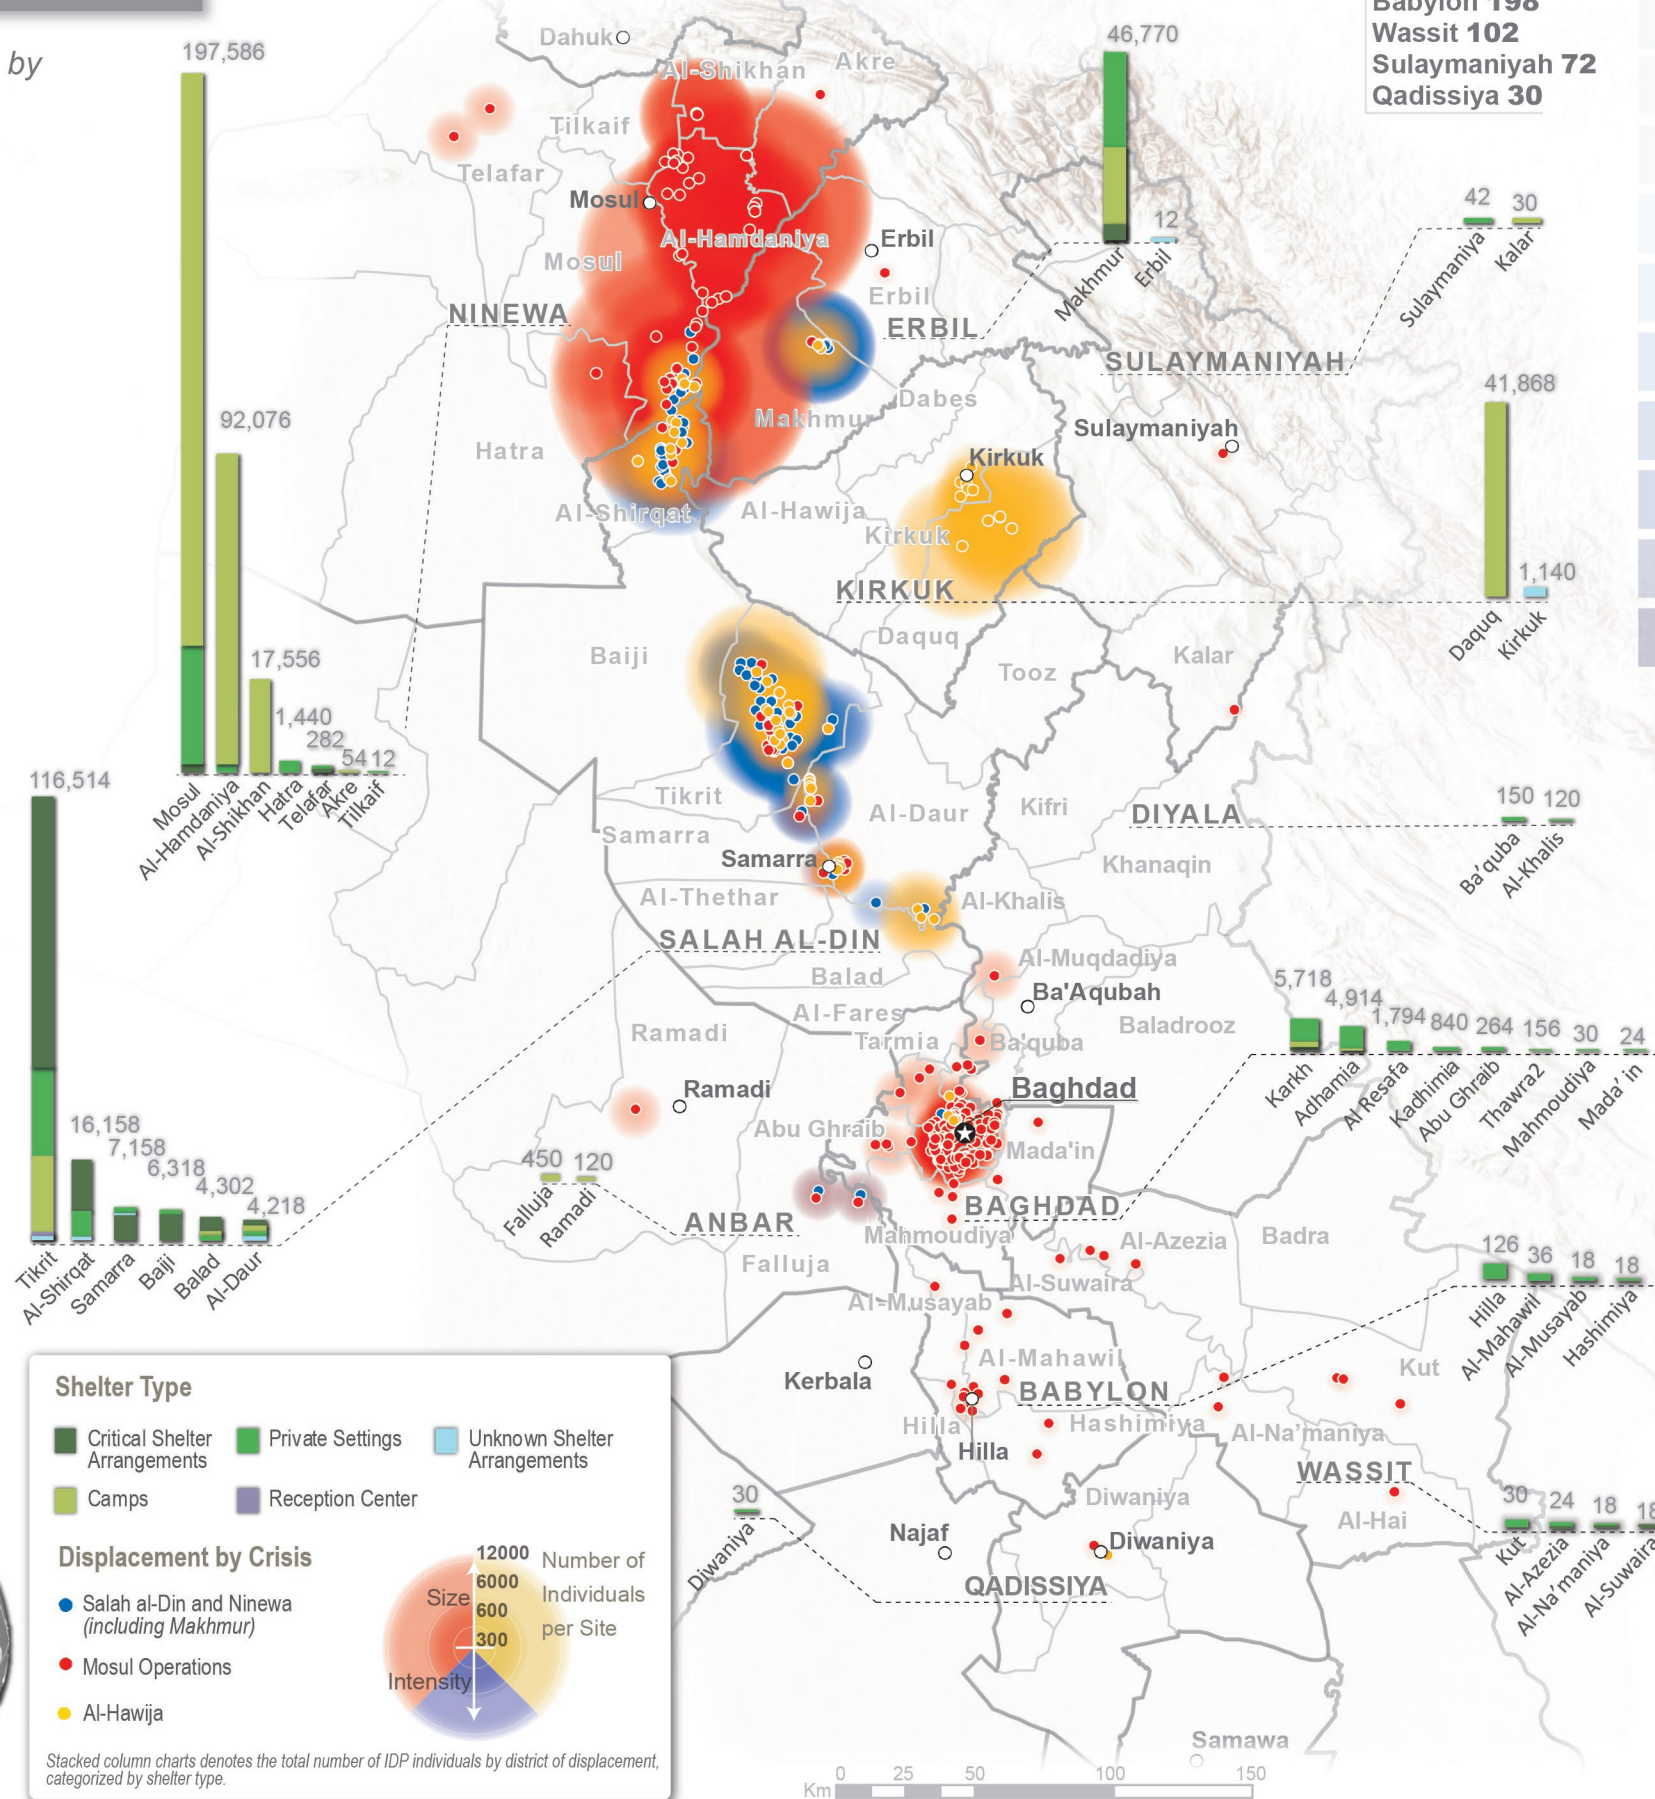 by
Babylon 198
Wassit 102
Sulaymaniyah 72
Qadissiya 30
197,586
92,076
17,556
1,440
282
54
12
Mosul
Al-Hamdaniya
Al-Shikhan
Hatra
Telafar
Akre
Tilkaif
NINEWA
116,514
16,158
7,158
6,318
4,302
4,218
Tikrit
Al-Shirqat
Samarra
Baiji
Balad
Al-Daur
SALAH AL-DIN
46,770
12
Makhmur
Erbil
ERBIL
42
30
Sulaymaniya
Kalar
SULAYMANIYAH
41,868
1,140
Daquq
Kirkuk
KIRKUK
150
120
Ba'quba
Al-Khalis
DIYALA
5,718
4,914
1,794
840
264
156
30
24
Karkh
Adhamia
Al Resafa
Kadhimia
Abu Ghraib
Thawra2
Mahmoudiya
Mada' in
BAGHDAD
450
120
Falluja
Ramadi
ANBAR
126
36
18
18
Hilla
Al-Mahawil
Al-Musayab
Hashimiya
BABYLON
30
24
18
18
Kut
Al-Azezia
Al-Na'maniya
Al-Suwaira
WASSIT
30
Diwaniya
QADISSIYA
Dahuk
Al-Shikhan
Akre
Tilkaif
Telafar
Mosul
Al-Hamdaniya
Mosul
Erbil
Erbil
Dabes
Makhmur
Hatra
Sulaymaniyah
Kirkuk
Al-Shirqat
Al-Hawija
Kirkuk
Daquq
Baiji
Tooz
Kalar
Tikrit
Samarra
Al-Daur
Kifri
Khanaqin
Samarra
Al-Thethar
Al-Khalis
Balad
Al-Muqdadiya
Ba'Aqubah
Al-Fares
Ramadi
Tarmia
Ba'quba
Baladrooz
Ramadi
Baghdad
Abu Ghraib
Mada'in
Mahmoudiya
Falluja
Al-Azezia
Badra
Al-Suwaira
Al-Musayab
Al-Mahawil
Kut
Kerbala
Hilla
Hashimiya
Al-Na'maniya
Hilla
Diwaniya
Al-Hai
Najaf
Diwaniya
Samawa
Shelter Type
Critical Shelter
Arrangements
Private Settings
Unknown Shelter
Arrangements
Camps
Reception Center
Displacement by Crisis
Salah al-Din and Ninewa
(including Makhmur)
Mosul Operations
Al-Hawija
12000
6000
600
300
Size
Intensity
Number of
Individuals
per Site
Stacked column charts denotes the total number of IDP individuals by district of displacement,
categorized by shelter type.
0 25 50 100 150
Km